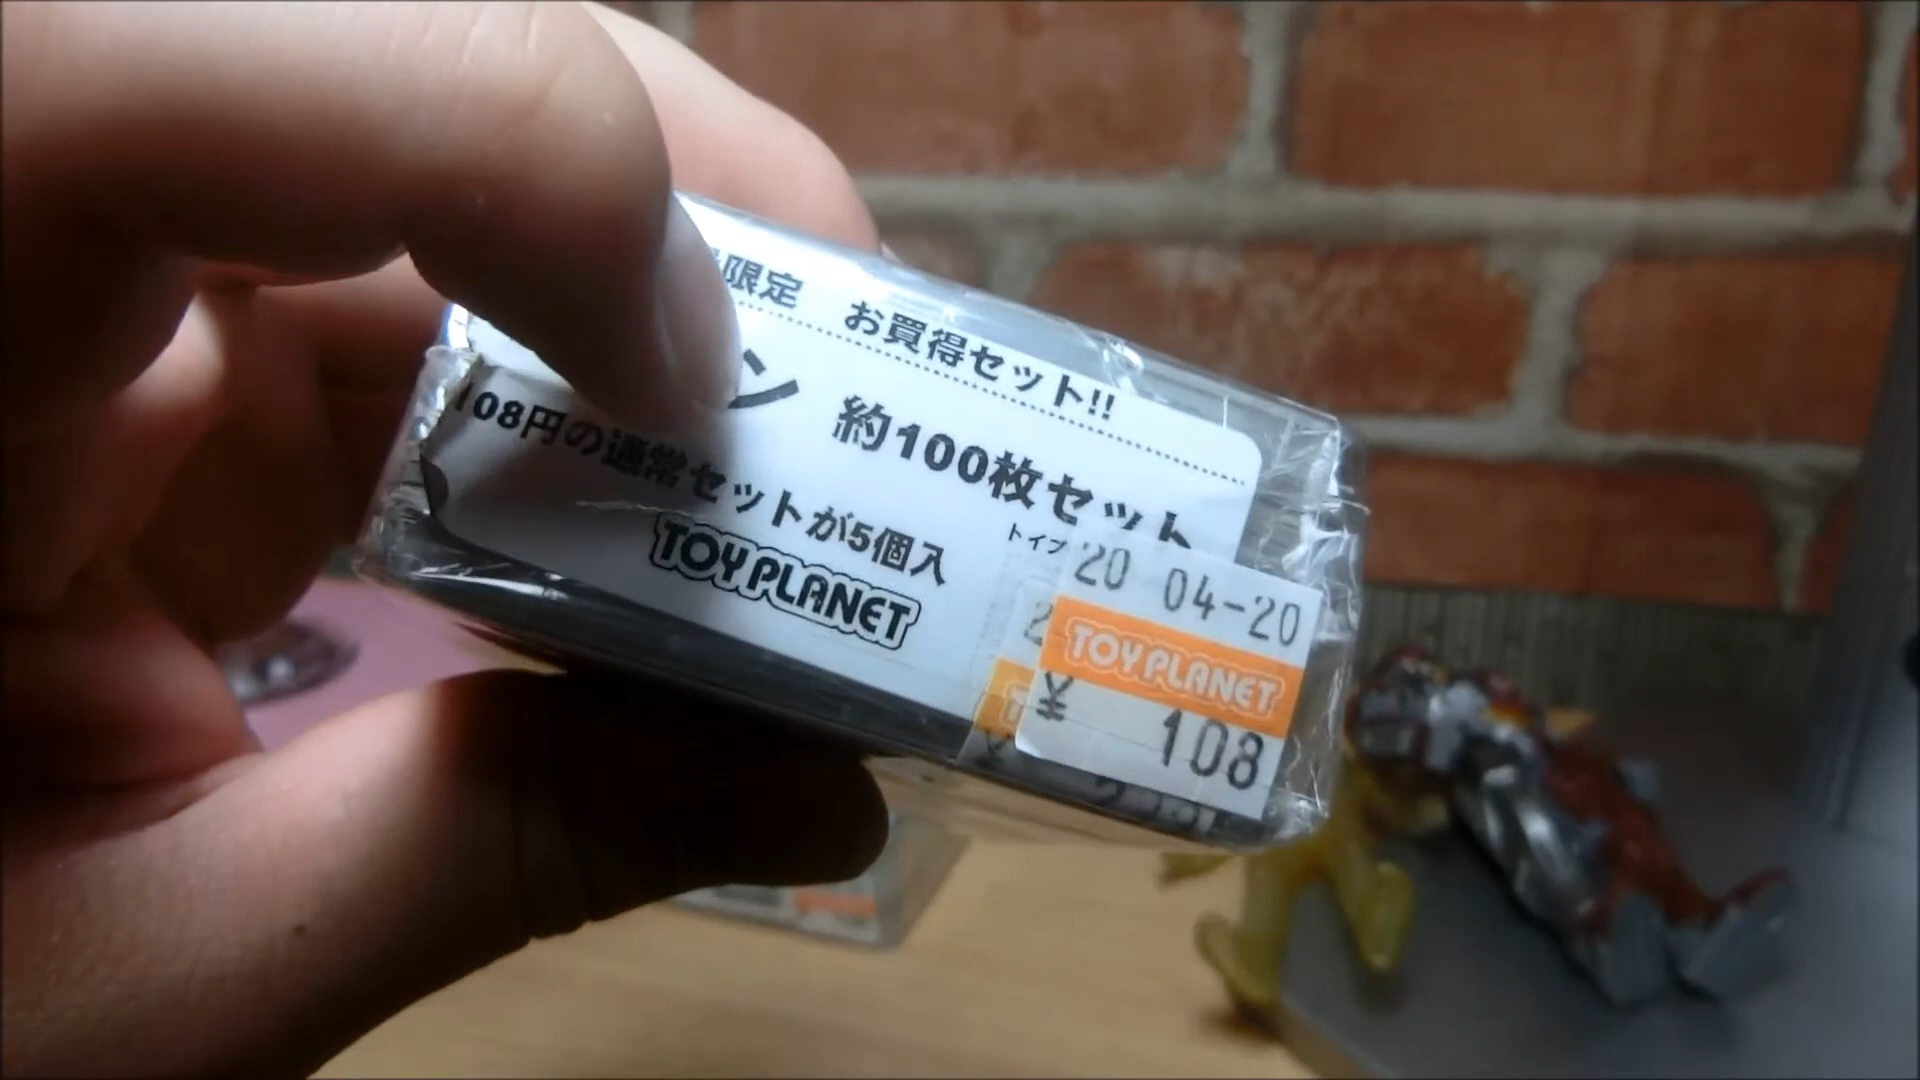 限定 お買得セット!!
ン 約100枚セット
108円の通常セットが5個入
TOY PLANET
トイプ
20 04-20
TOY PLANET
¥ 108